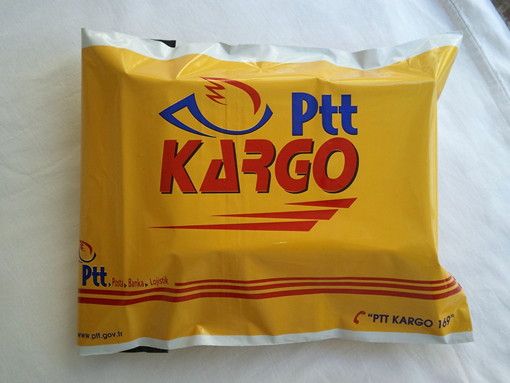 Ptt
KARGO
Ptt. Posta. Banka. Lojistik
www.ptt.gov.tr
"PTT KARGO 169"